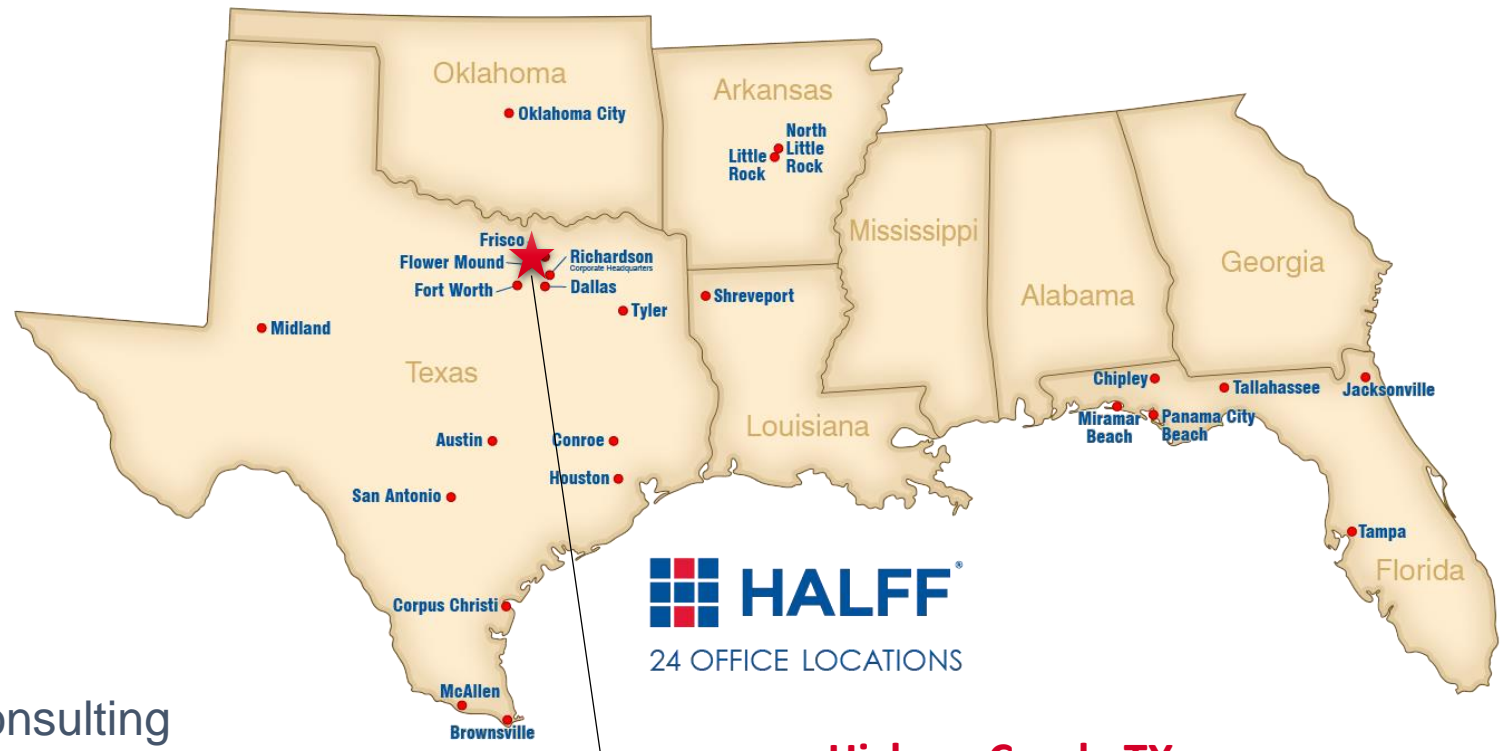 Oklahoma
Oklahoma City
Arkansas
North
Little
Rock
Little
Rock
Mississippi
Alabama
Georgia
Frisco
Flower Mound
Richardson
Corporate Headquarters
Fort Worth
Dallas
Tyler
Shreveport
Midland
Texas
Louisiana
Chipley
Tallahassee
Jacksonville
Miramar
Beach
Panama City
Beach
Austin
Conroe
Houston
San Antonio
Tampa
Florida
Corpus Christi
HALFF®
24 OFFICE LOCATIONS
McAllen
Brownsville
onsulting